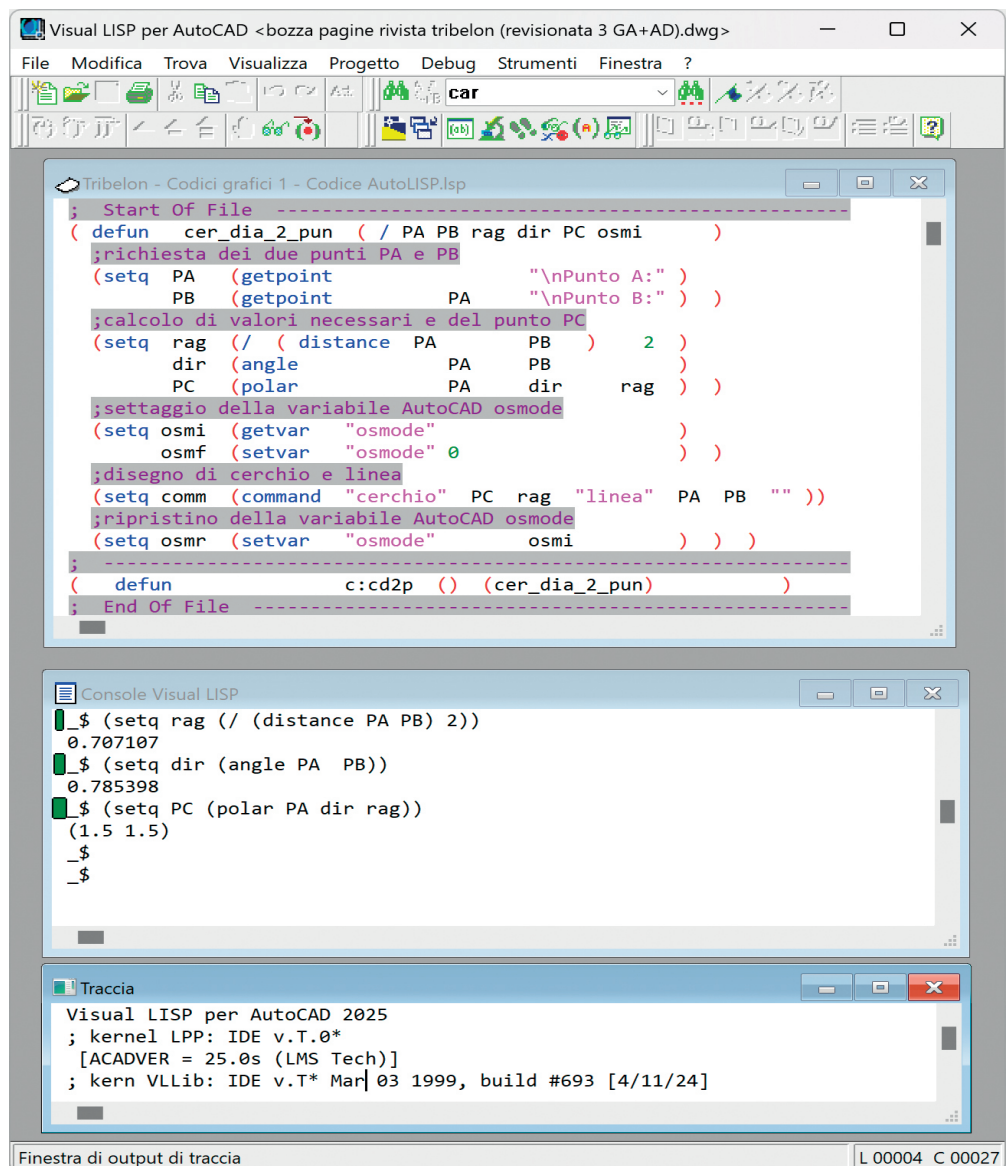 Visual LISP per AutoCAD <bozza pagine rivista tribelon (revisionata 3 GA+AD).dwg>
File Modifica Trova Visualizza Progetto Debug Strumenti Finestra ?
car
Tribelon - Codici grafici 1 - Codice AutoLISP.lsp
; Start Of File --------------------------------------------------
( defun cer_dia_2_pun ( / PA PB rag dir PC osmi )
;richiesta dei due punti PA e PB
(setq PA (getpoint "\nPunto A:" )
PB (getpoint PA "\nPunto B:" ) )
;calcolo di valori necessari e del punto PC
(setq rag (/ ( distance PA PB ) 2 )
dir (angle PA PB )
PC (polar PA dir rag ) )
;settaggio della variabile AutoCAD osmode
(setq osmi (getvar "osmode" )
osmf (setvar "osmode" 0 ) )
;disegno di cerchio e linea
(setq comm (command "cerchio" PC rag "linea" PA PB "" ))
;ripristino della variabile AutoCAD osmode
(setq osmr (setvar "osmode" osmi ) ) )
; -----------------------------------------------------------------
( defun c:cd2p () (cer_dia_2_pun) )
; End Of File ----------------------------------------------------
Console Visual LISP
_$ (setq rag (/ (distance PA PB) 2))
0.707107
_$ (setq dir (angle PA PB))
0.785398
_$ (setq PC (polar PA dir rag))
(1.5 1.5)
_$
_$
Traccia
Visual LISP per AutoCAD 2025
; kernel LPP: IDE v.T.0*
[ACADVER = 25.0s (LMS Tech)]
; kern VLLib: IDE v.T* Mar 03 1999, build #693 [4/11/24]
Finestra di output di traccia
L 00004 C 00027